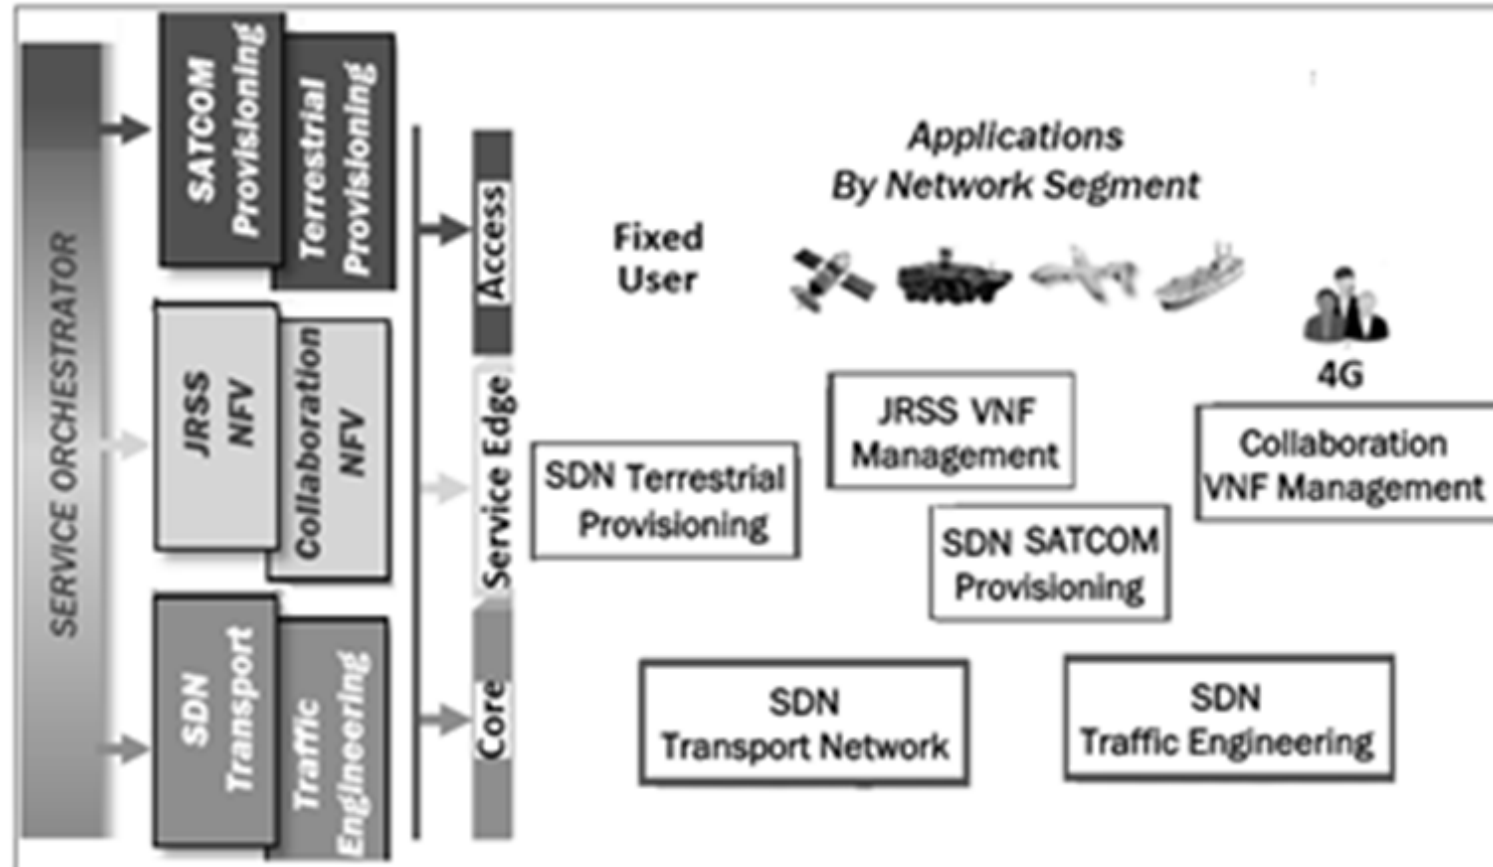 SERVICE ORCHESTRATOR
SATCOM
Provisioning
Terrestrial
Provisioning
JRSS
NFV
Collaboration
NFV
SDN
Transport
Traffic
Engineering
Access
Service Edge
Core
Applications
By Network Segment
Fixed
User
4G
JRSS VNF
Management
Collaboration
VNF Management
SDN Terrestrial
Provisioning
SDN SATCOM
Provisioning
SDN
Transport Network
SDN
Traffic Engineering